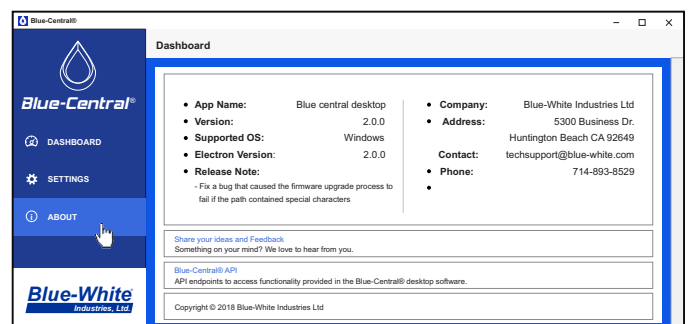 Blue-Central®
Dashboard
Blue-Central®
DASHBOARD
SETTINGS
ABOUT
Blue-White
Industries, Ltd.
• App Name: Blue central desktop
• Version: 2.0.0
• Supported OS: Windows
• Electron Version: 2.0.0
• Release Note:
- Fix a bug that caused the firmware upgrade process to
fail if the path contained special characters
• Company: Blue-White Industries Ltd
• Address: 5300 Business Dr.
Huntington Beach CA 92649
Contact: techsupport@blue-white.com
• Phone: 714-893-8529
•
Share your ideas and Feedback
Something on your mind? We love to hear from you.
Blue-Central® API
API endpoints to access functionality provided in the Blue-Central® desktop software.
Copyright © 2018 Blue-White Industries Ltd